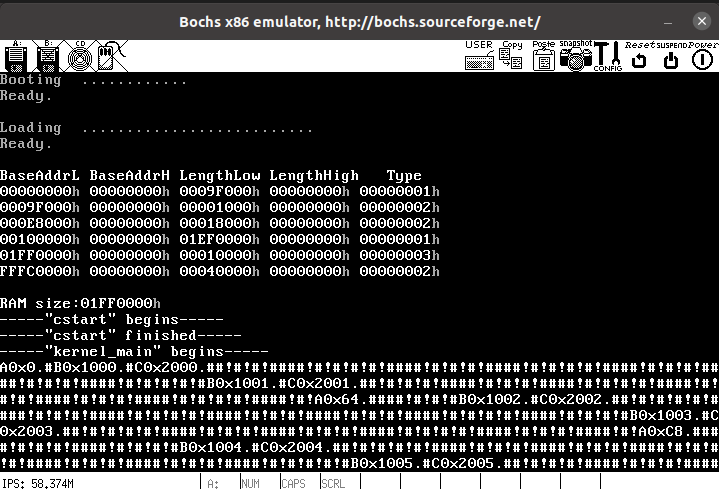 Bochs x86 emulator, http://bochs.sourceforge.net/
A: B: CD USER Copy Paste snapshot CONFIG Reset SUSPEND Power
Booting ............
Ready.
Loading ..........................
Ready.
BaseAddrL BaseAddrH LengthLow LengthHigh Type
00000000h 00000000h 0009F000h 00000000h 00000001h
0009F000h 00000000h 00001000h 00000000h 00000002h
000E8000h 00000000h 00018000h 00000000h 00000002h
00100000h 00000000h 01EF0000h 00000000h 00000001h
01FF0000h 00000000h 00010000h 00000000h 00000003h
FFFC0000h 00000000h 00040000h 00000000h 00000002h
RAM size:01FF0000h
-----"cstart" begins-----
-----"cstart" finished-----
-----"kernel_main" begins-----
A0x0.#B0x1000.#C0x2000.
#B0x1001.#C0x2001.
A0x64. #B0x1002.#C0x2002.
#B0x1003.#C
0x2003. A0xC8.
#B0x1004.#C0x2004.
#B0x1005.#C0x2005.
IPS: 58.374M A: NUM CAPS SCRL